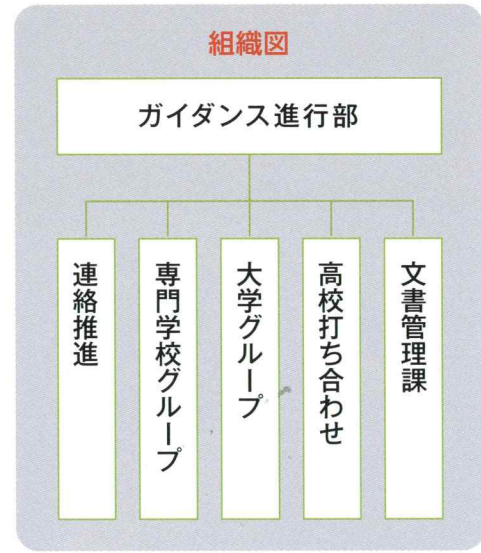 組織図
ガイダンス進行部
連絡推進
専門学校グループ
大学グループ
高校打ち合わせ
文書管理課